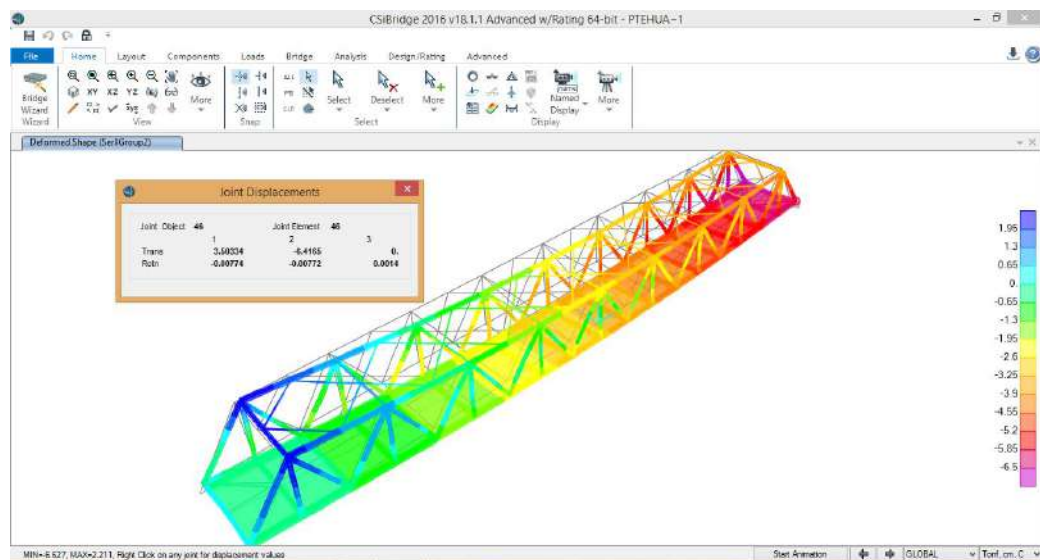 CSiBridge 2016 v18.1.1 Advanced w/Rating 64-bit - PTEHUA~1
File Home Layout Components Loads Bridge Analysis Design/Rating Advanced
XY XZ YZ
Bridge Wizard
More
Select
Deselect
More
Named Display
More
Wizard View Snap Select Display
Deformed Shape (Ser1Group2)
Joint Displacements
Joint Object 46 Joint Element 46
1 2 3
Trans 3.50334 -6.4165 0.
Rotn -0.00774 -0.00772 0.0014
1.95
1.3
0.65
0.
-0.65
-1.3
-1.95
-2.6
-3.25
-3.9
-4.55
-5.2
-5.85
-6.5
MIN=-6.627, MAX=2.211, Right Click on any joint for displacement values
Start Animation GLOBAL Tonf, cm, C